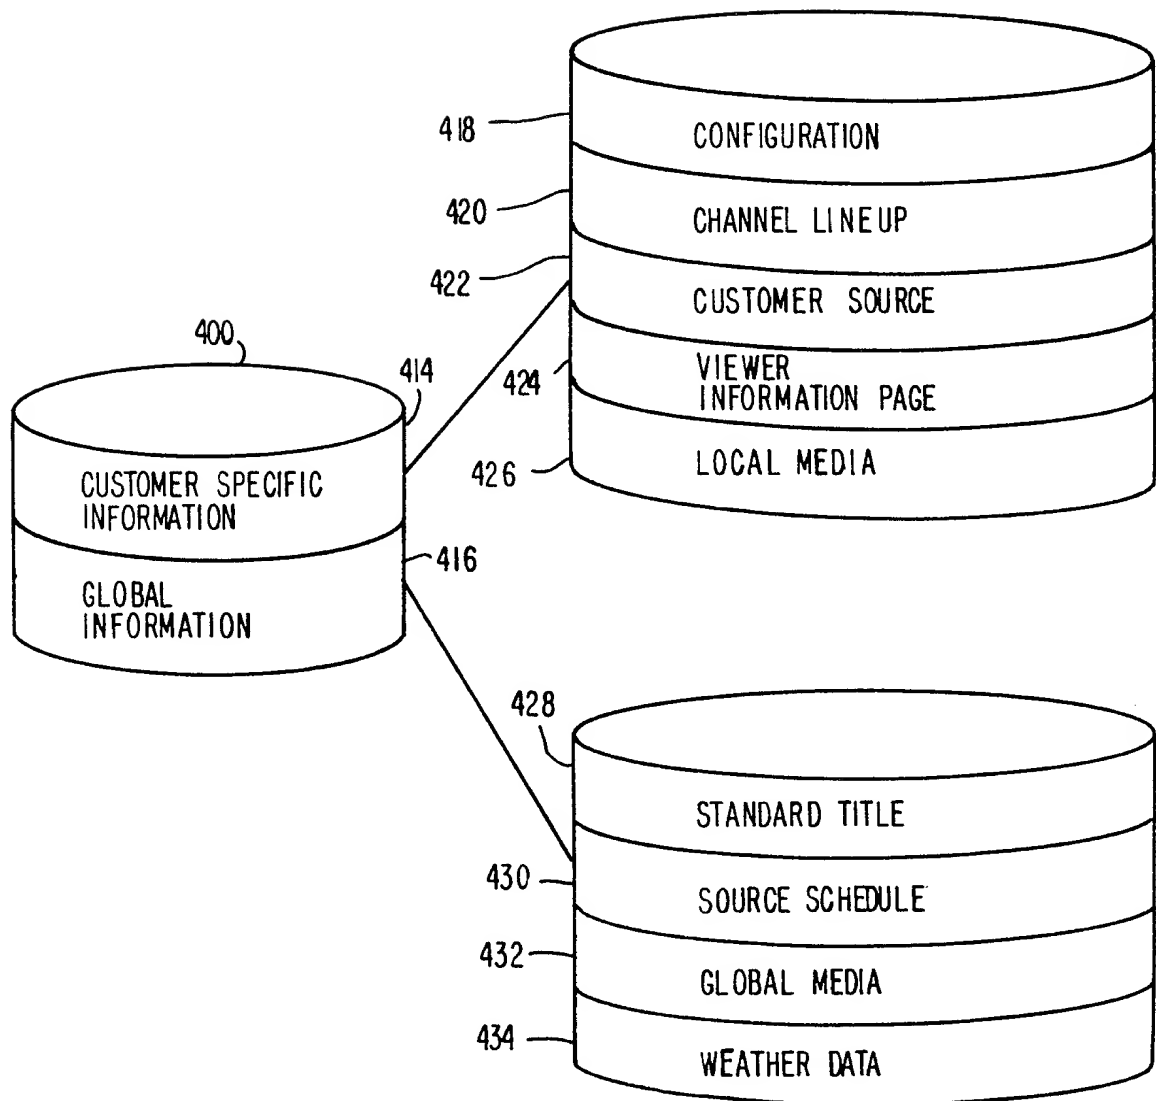 418
CONFIGURATION
420
CHANNEL LINEUP
422
CUSTOMER SOURCE
424
VIEWER
INFORMATION PAGE
426
LOCAL MEDIA
400
414
CUSTOMER SPECIFIC
INFORMATION
416
GLOBAL
INFORMATION
428
STANDARD TITLE
430
SOURCE SCHEDULE
432
GLOBAL MEDIA
434
WEATHER DATA